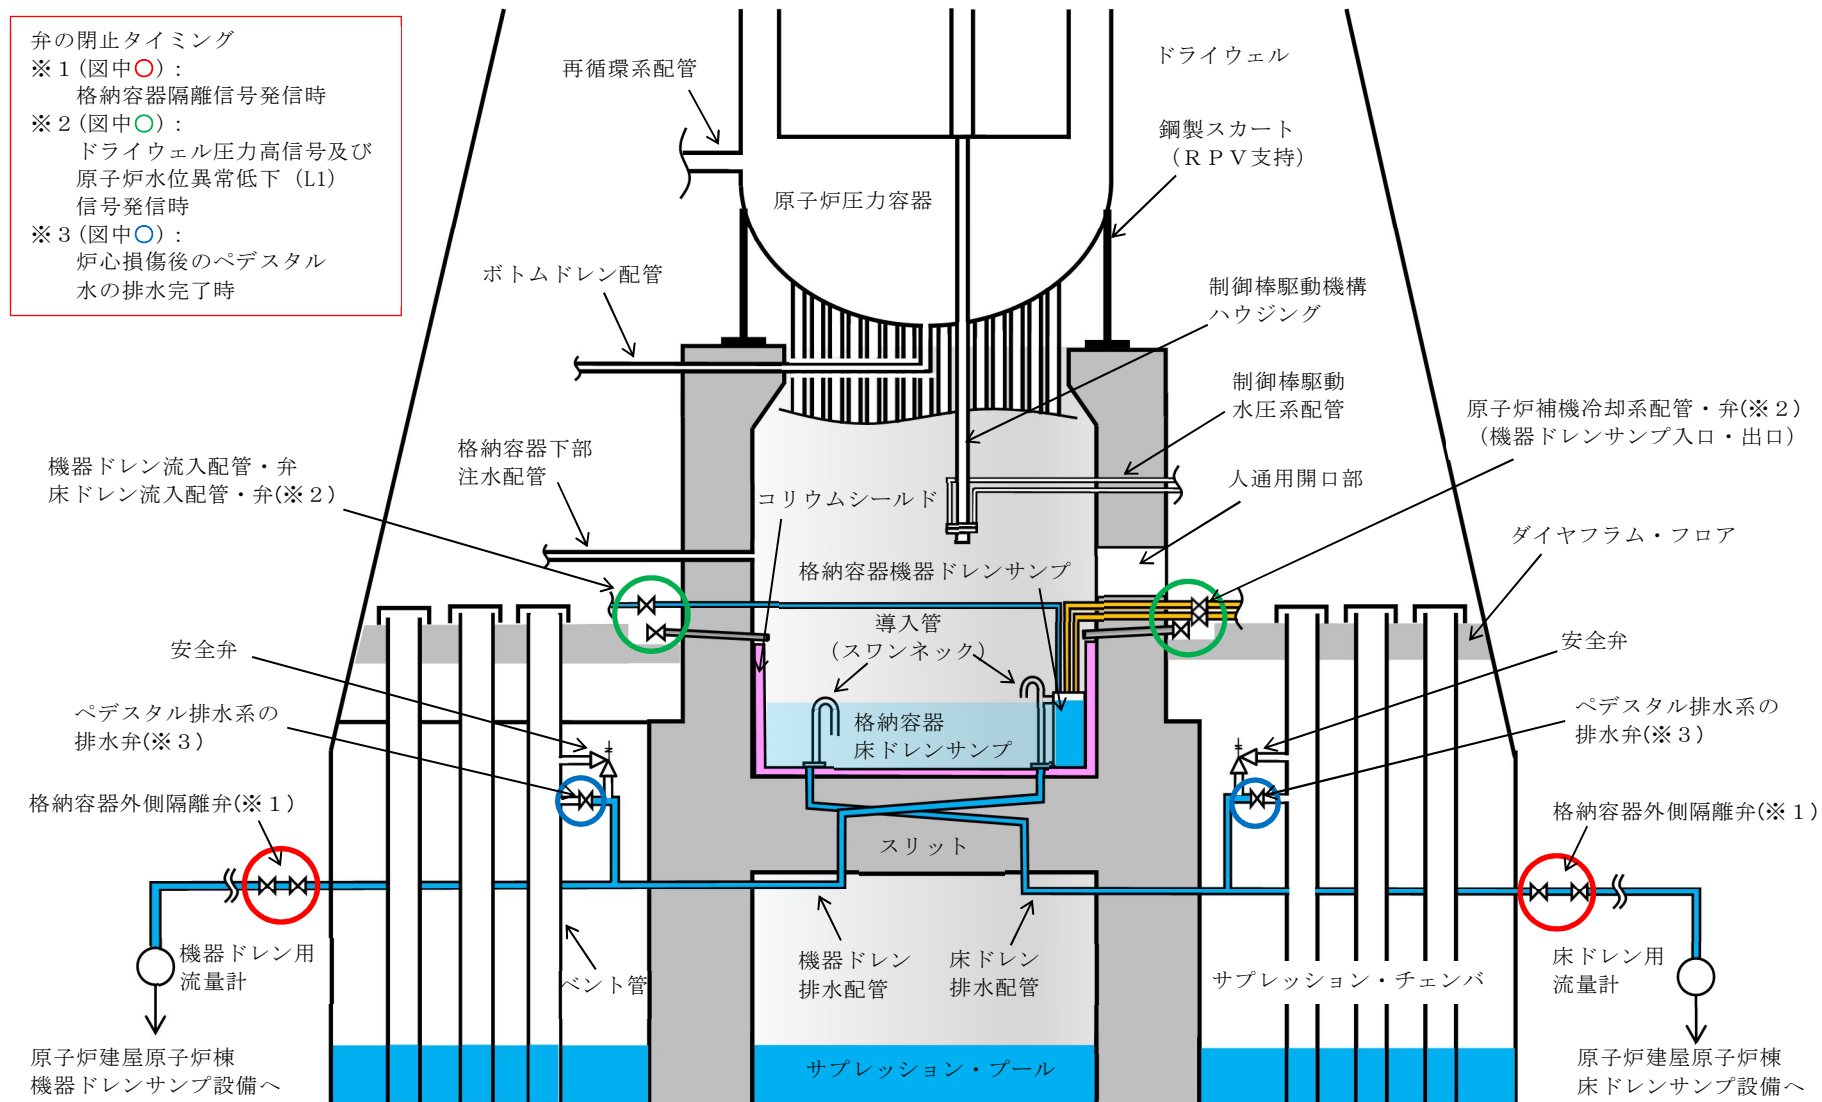 弁の閉止タイミング
※１(図中○)：
格納容器隔離信号発信時
※２(図中○)：
ドライウェル圧力高信号及び
原子炉水位異常低下（L1）
信号発信時
※３(図中○)：
炉心損傷後のペデスタル
水の排水完了時
再循環系配管
ドライウェル
鋼製スカート
（ＲＰＶ支持）
原子炉圧力容器
ボトムドレン配管
制御棒駆動機構
ハウジング
制御棒駆動
水圧系配管
原子炉補機冷却系配管・弁(※２)
（機器ドレンサンプ入口・出口）
格納容器下部
注水配管
機器ドレン流入配管・弁
床ドレン流入配管・弁(※２)
コリウムシールド
人通用開口部
ダイヤフラム・フロア
格納容器機器ドレンサンプ
導入管
（スワンネック）
安全弁
安全弁
ペデスタル排水系の
排水弁(※３)
格納容器
床ドレンサンプ
ペデスタル排水系の
排水弁(※３)
格納容器外側隔離弁(※１)
格納容器外側隔離弁(※１)
スリット
機器ドレン用
流量計
ベント管
機器ドレン
排水配管
床ドレン
排水配管
サプレッション・チェンバ
床ドレン用
流量計
原子炉建屋原子炉棟
機器ドレンサンプ設備へ
サプレッション・プール
原子炉建屋原子炉棟
床ドレンサンプ設備へ